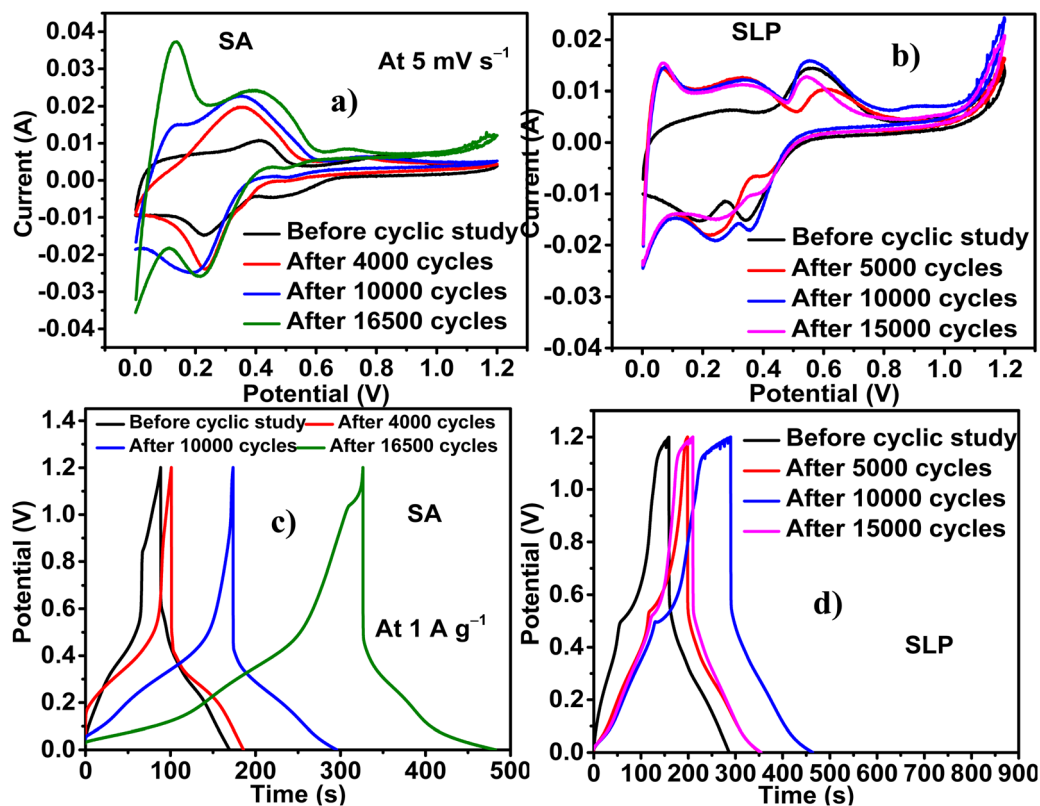 SA
At 5 mV s⁻¹
a)
Current (A)
0.04
0.03
0.02
0.01
0.00
-0.01
-0.02
-0.03
-0.04
Before cyclic study
After 4000 cycles
After 10000 cycles
After 16500 cycles
0.0 0.2 0.4 0.6 0.8 1.0 1.2
Potential (V)
SLP
b)
Current (A)
0.02
0.01
0.00
-0.01
-0.02
-0.03
-0.04
Before cyclic study
After 5000 cycles
After 10000 cycles
After 15000 cycles
0.0 0.2 0.4 0.6 0.8 1.0 1.2
Potential (V)
Before cyclic study After 4000 cycles
After 10000 cycles After 16500 cycles
c)
SA
At 1 A g⁻¹
Potential (V)
1.4
1.2
1.0
0.8
0.6
0.4
0.2
0.0
0 100 200 300 400 500
Time (s)
Before cyclic study
After 5000 cycles
After 10000 cycles
After 15000 cycles
d)
SLP
Potential (V)
1.2
1.0
0.8
0.6
0.4
0.2
0.0
0 100 200 300 400 500 600 700 800 900
Time (s)